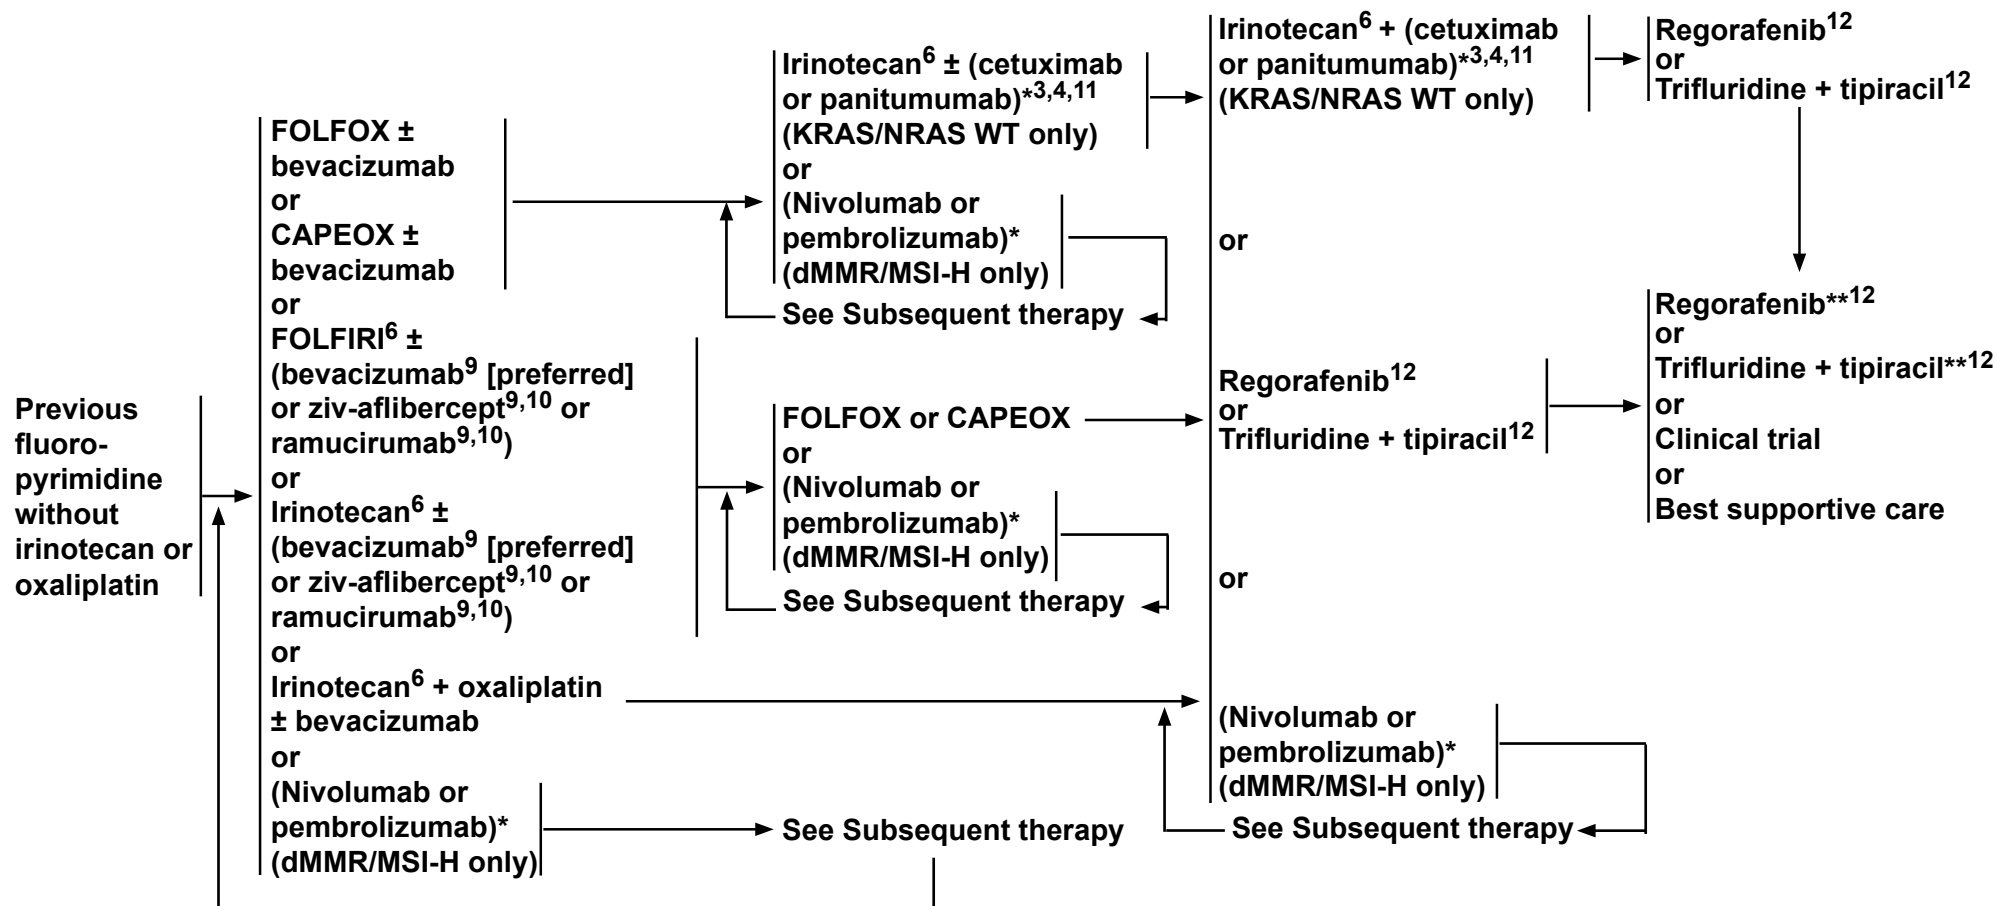 Previous
fluoro-
pyrimidine
without
irinotecan or
oxaliplatin
FOLFOX ±
bevacizumab
or
CAPEOX ±
bevacizumab
or
FOLFIRI6 ±
(bevacizumab9 [preferred]
or ziv-aflibercept9,10 or
ramucirumab9,10)
or
Irinotecan6 ±
(bevacizumab9 [preferred]
or ziv-aflibercept9,10 or
ramucirumab9,10)
or
Irinotecan6 + oxaliplatin
± bevacizumab
or
(Nivolumab or
pembrolizumab)*
(dMMR/MSI-H only)
Irinotecan6 ± (cetuximab
or panitumumab)*3,4,11
(KRAS/NRAS WT only)
or
(Nivolumab or
pembrolizumab)*
(dMMR/MSI-H only)
See Subsequent therapy
FOLFOX or CAPEOX
or
(Nivolumab or
pembrolizumab)*
(dMMR/MSI-H only)
See Subsequent therapy
See Subsequent therapy
Irinotecan6 + (cetuximab
or panitumumab)*3,4,11
(KRAS/NRAS WT only)
or
Regorafenib12
or
Trifluridine + tipiracil12
or
(Nivolumab or
pembrolizumab)*
(dMMR/MSI-H only)
See Subsequent therapy
Regorafenib12
or
Trifluridine + tipiracil12
Regorafenib**12
or
Trifluridine + tipiracil**12
or
Clinical trial
or
Best supportive care